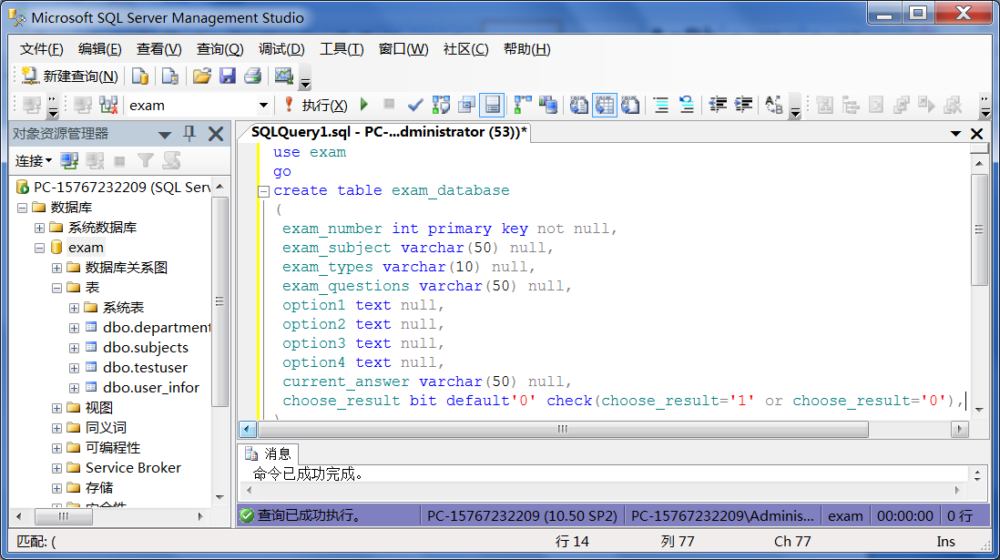 Microsoft SQL Server Management Studio
文件(F) 编辑(E) 查看(V) 查询(Q) 调试(D) 工具(T) 窗口(W) 社区(C) 帮助(H)
新建查询(N)
exam 执行(X)
对象资源管理器
SQLQuery1.sql - PC-...dministrator (53))*
连接
PC-15767232209 (SQL Serv
数据库
系统数据库
exam
数据库关系图
表
系统表
dbo.department
dbo.subjects
dbo.testuser
dbo.user_infor
视图
同义词
可编程性
Service Broker
存储
安全性
use exam
go
create table exam_database
(
exam_number int primary key not null,
exam_subject varchar(50) null,
exam_types varchar(10) null,
exam_questions varchar(50) null,
option1 text null,
option2 text null,
option3 text null,
option4 text null,
current_answer varchar(50) null,
choose_result bit default'0' check(choose_result='1' or choose_result='0'),
)
消息
命令已成功完成。
查询已成功执行。 PC-15767232209 (10.50 SP2) PC-15767232209\Adminis... exam 00:00:00 0 行
匹配: ( 行 14 列 77 Ch 77 Ins